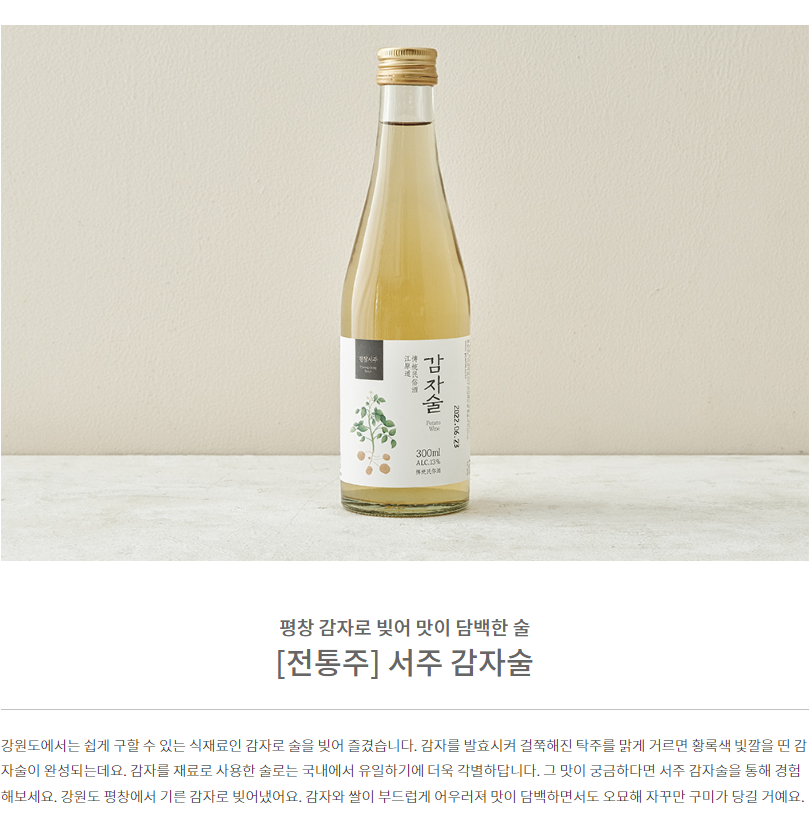 평창서주
감자술
傳統民俗酒
江原道
Potato
Wine
2022.06.23
300ml
ALC.13%
傳統民俗酒
평창 감자로 빚어 맛이 담백한 술
[전통주] 서주 감자술
강원도에서는 쉽게 구할 수 있는 식재료인 감자로 술을 빚어 즐겼습니다. 감자를 발효시켜 걸쭉해진 탁주를 맑게 거르면 황록색 빛깔을 띤 감
자술이 완성되는데요. 감자를 재료로 사용한 술로는 국내에서 유일하기에 더욱 각별하답니다. 그 맛이 궁금하다면 서주 감자술을 통해 경험
해보세요. 강원도 평창에서 기른 감자로 빚어냈어요. 감자와 쌀이 부드럽게 어우러져 맛이 담백하면서도 오묘해 자꾸만 구미가 당길 거예요.